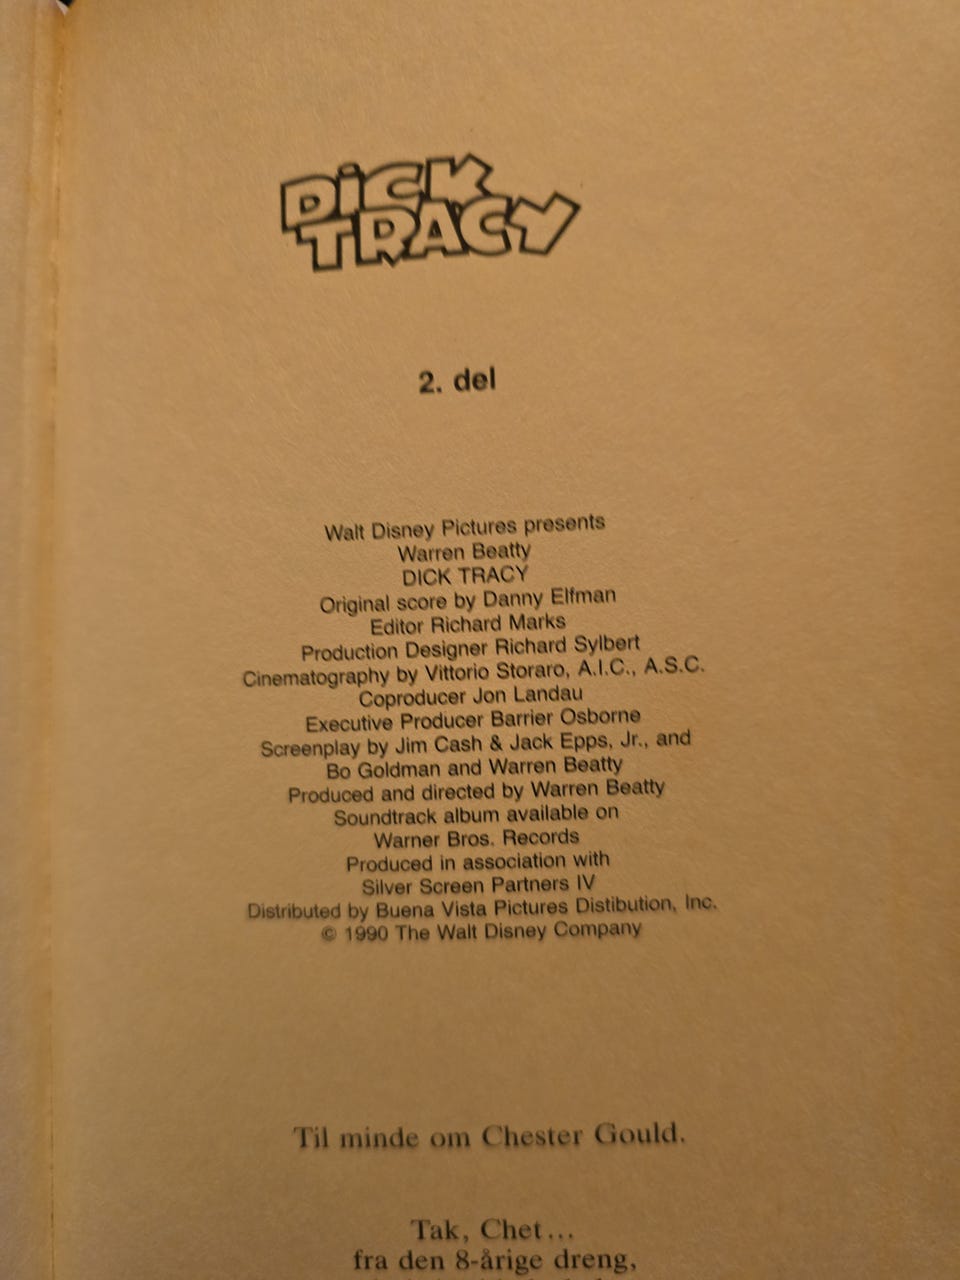 DiCK
TRACY
2. del
Walt Disney Pictures presents
Warren Beatty
DICK TRACY
Original score by Danny Elfman
Editor Richard Marks
Production Designer Richard Sylbert
Cinematography by Vittorio Storaro, A.I.C., A.S.C.
Coproducer Jon Landau
Executive Producer Barrier Osborne
Screenplay by Jim Cash & Jack Epps, Jr., and
Bo Goldman and Warren Beatty
Produced and directed by Warren Beatty
Soundtrack album available on
Warner Bros. Records
Produced in association with
Silver Screen Partners IV
Distributed by Buena Vista Pictures Distibution, Inc.
© 1990 The Walt Disney Company
Til minde om Chester Gould.
Tak, Chet...
fra den 8-årige dreng,